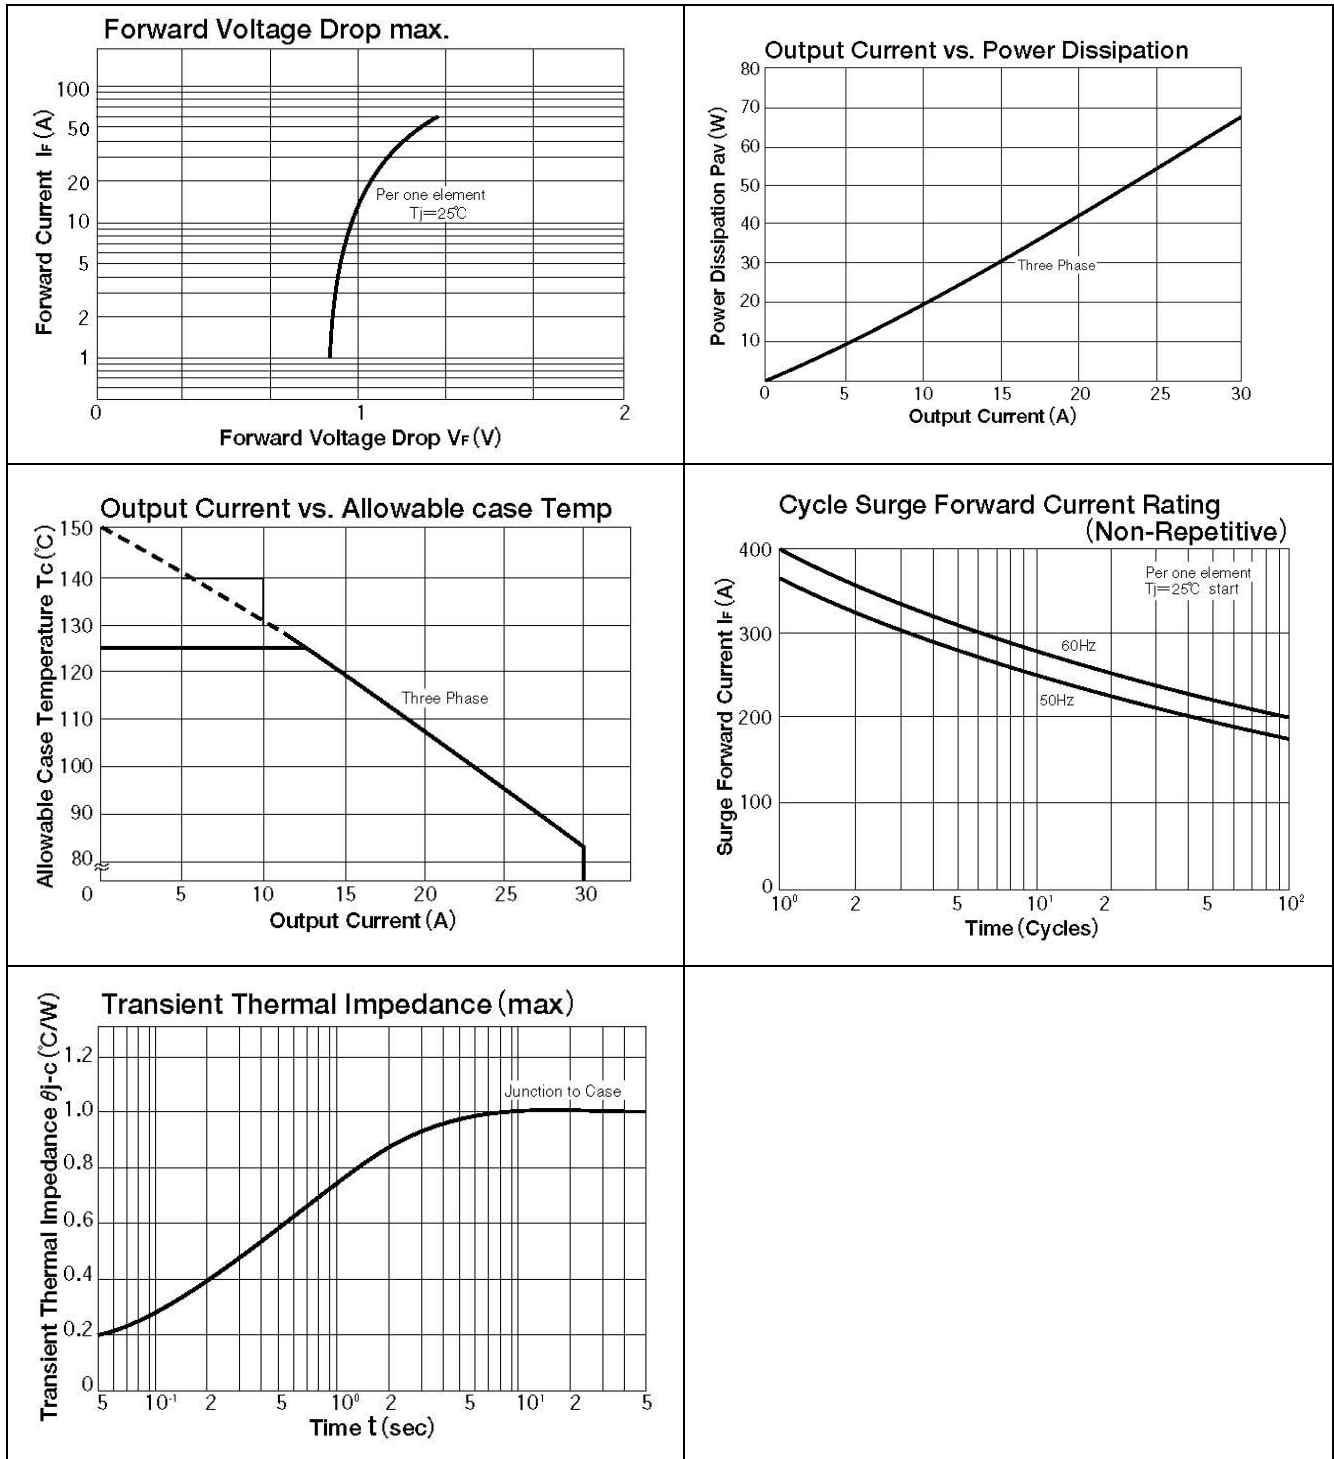 Forward Voltage Drop max.
Forward Current IF (A)
100
50
20
10
5
2
1
Per one element
Tj=25℃
0 1 2
Forward Voltage Drop VF (V)
Output Current vs. Power Dissipation
Power Dissipation Pav (W)
80
70
60
50
40
30
20
10
Three Phase
0 5 10 15 20 25 30
Output Current (A)
Output Current vs. Allowable case Temp
Allowable Case Temperature Tc (℃)
150
140
130
120
110
100
90
80
Three Phase
0 5 10 15 20 25 30
Output Current (A)
Cycle Surge Forward Current Rating
(Non-Repetitive)
Surge Forward Current IF (A)
400
300
200
100
0
Per one element
Tj=25℃ start
60Hz
50Hz
10⁰ 2 5 10¹ 2 5 10²
Time (Cycles)
Transient Thermal Impedance (max)
Transient Thermal Impedance θj-c (℃/W)
1.2
1.0
0.8
0.6
0.4
0.2
0
Junction to Case
5 10⁻¹ 2 5 10⁰ 2 5 10¹ 2 5
Time t (sec)